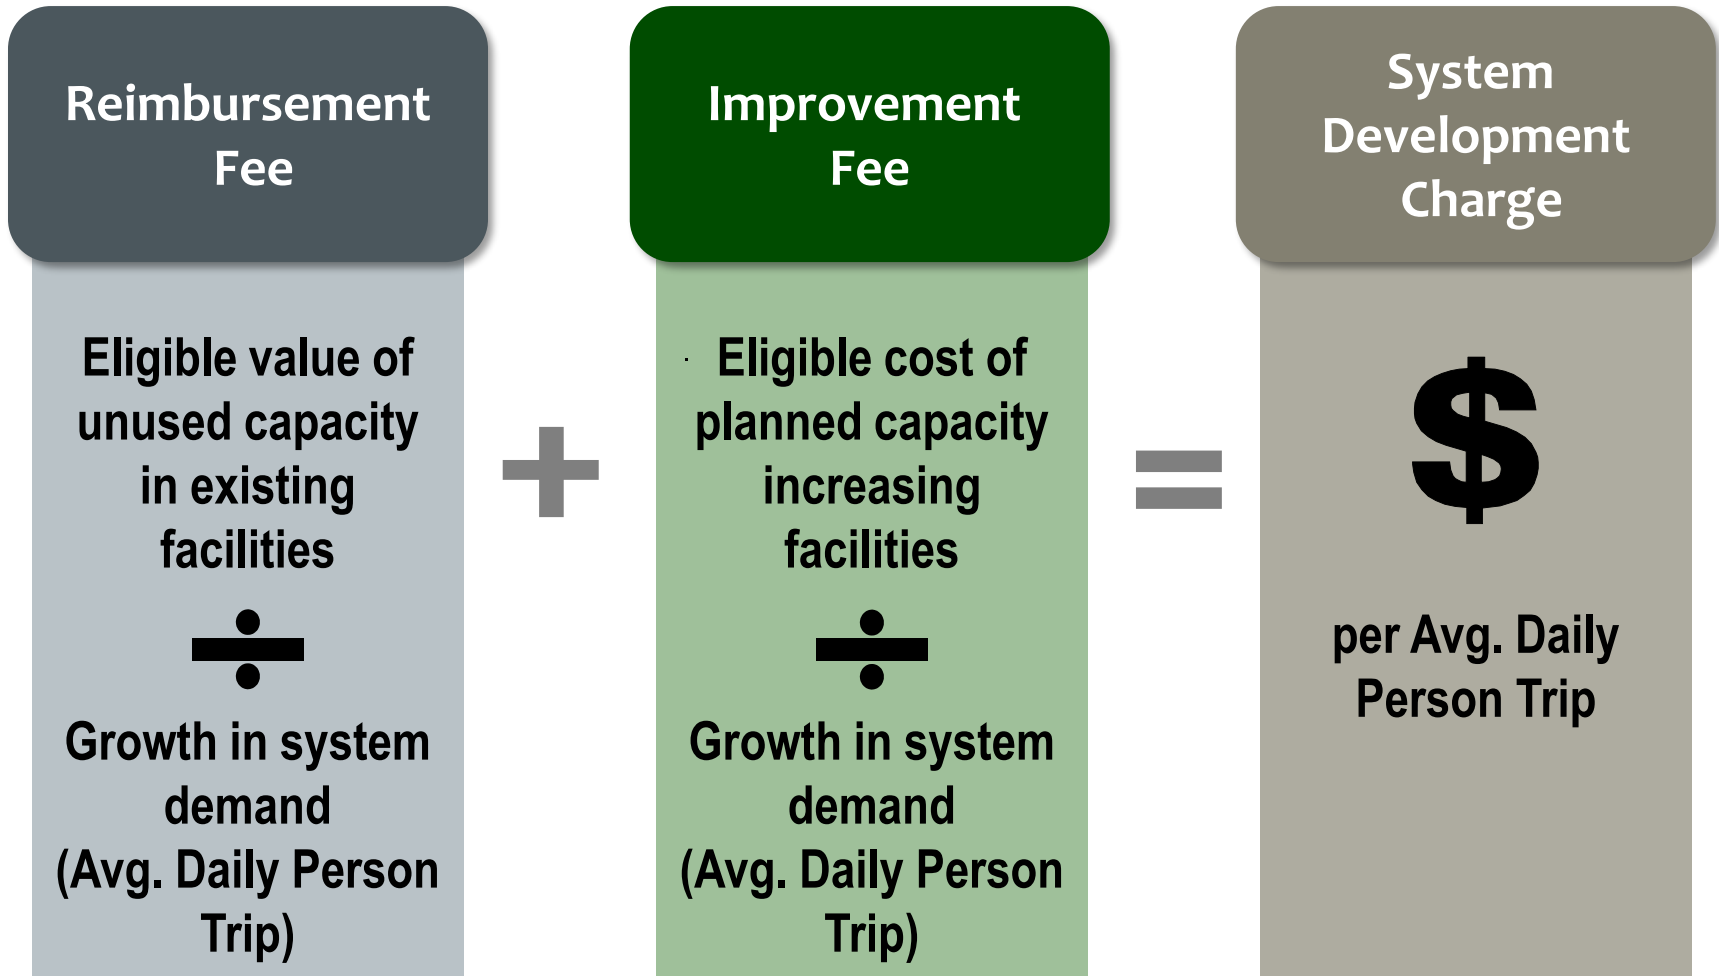 Reimbursement
Fee
Eligible value of
unused capacity
in existing
facilities
÷
Growth in system
demand
(Avg. Daily Person
Trip)
+
Improvement
Fee
Eligible cost of
planned capacity
increasing
facilities
÷
Growth in system
demand
(Avg. Daily Person
Trip)
=
System
Development
Charge
$
per Avg. Daily
Person Trip